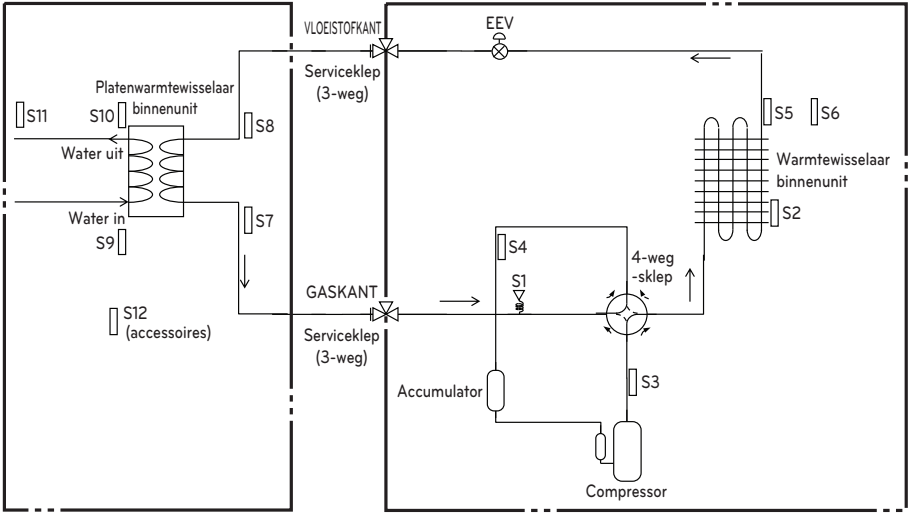 VLOEISTOFKANT
EEV
Serviceklep
(3-weg)
Platenwarmtewisselaar
binnenunit
S11
S10
S8
Water uit
Water in
S9
S7
S12
(accessoires)
GASKANT
Serviceklep
(3-weg)
S5
S6
Warmtewisselaar
binnenunit
S2
S4
S1
4-weg
-sklep
S3
Accumulator
Compressor